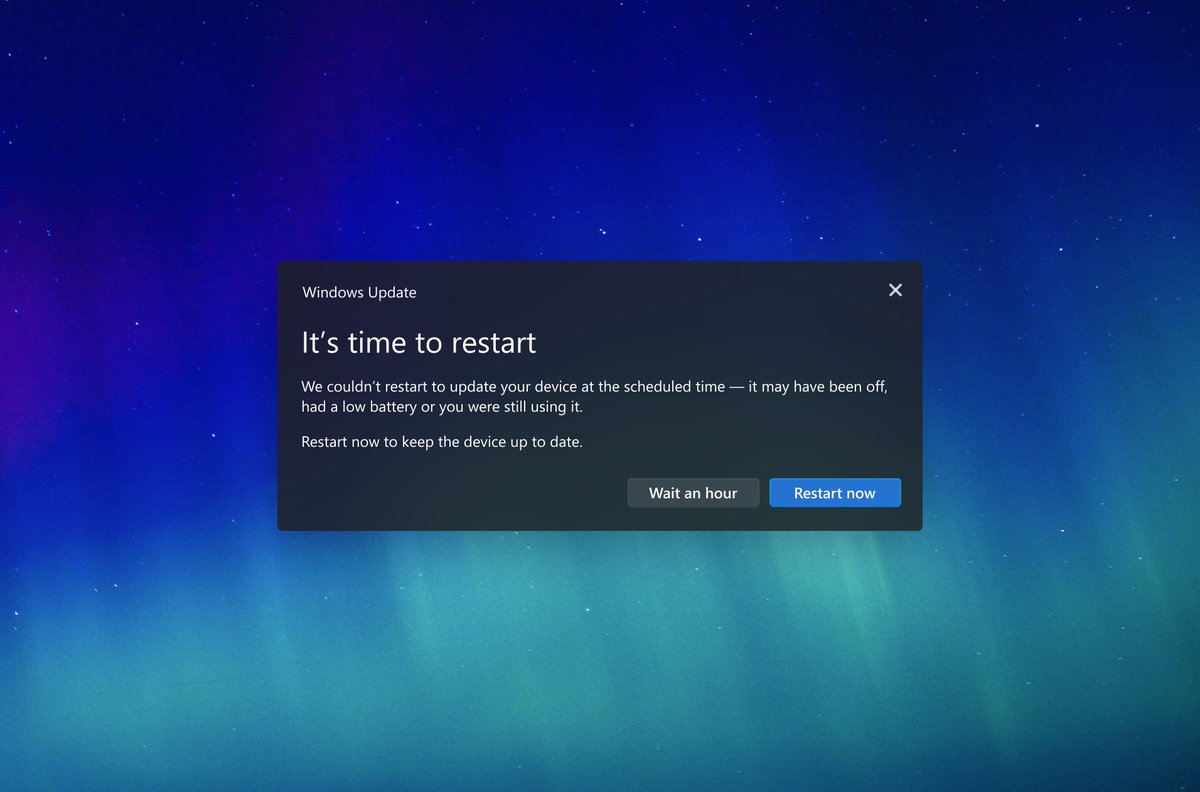 Windows Update
It‘s time to restart
We couldn‘t restart to update your device at the scheduled time — it may have been off,
had a low battery or you were still using it.
Restart now to keep the device up to date.
Wait an hour
Restart now